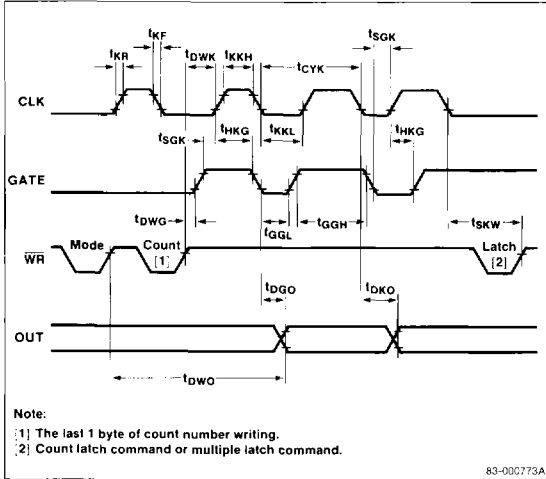 tKR
tKF
tDWK
tKKH
tCYK
tSGK
CLK
tSGK
tHKG
tKKL
tHKG
GATE
tDWG
tGGL
tGGH
tSKW
WR
Mode
Count
[1]
Latch
[2]
tDGO
tDKO
OUT
tDWO
Note:
[1] The last 1 byte of count number writing.
[2] Count latch command or multiple latch command.
83-000773A